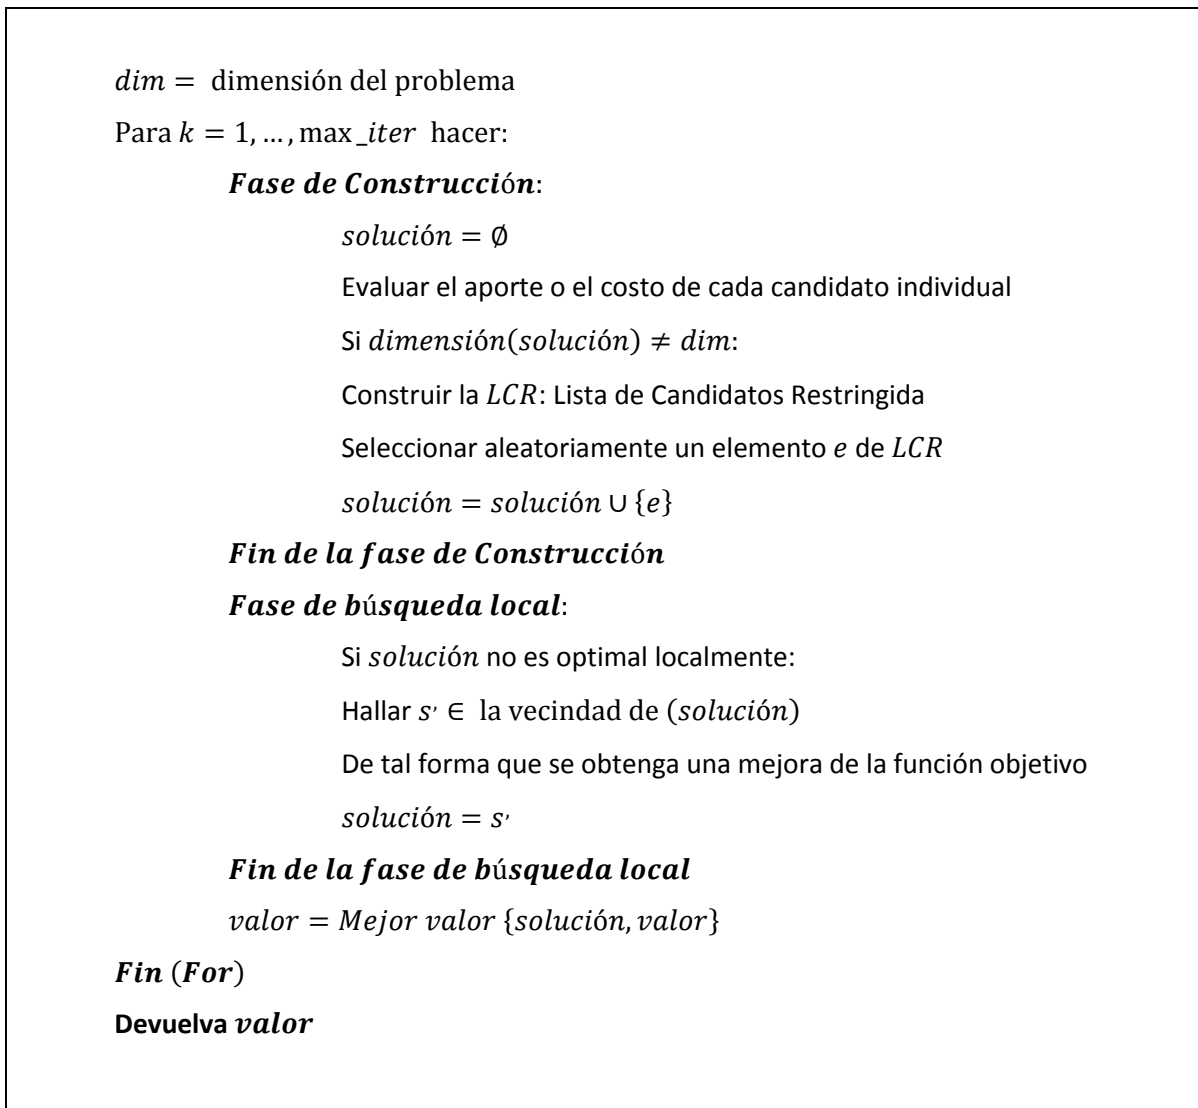 dim = dimensión del problema
Para k = 1, … , max _iter hacer:
Fase de Construcción:
solución = ∅
Evaluar el aporte o el costo de cada candidato individual
Si dimensión(solución) ≠ dim:
Construir la LCR: Lista de Candidatos Restringida
Seleccionar aleatoriamente un elemento e de LCR
solución = solución ∪ {e}
Fin de la fase de Construcción
Fase de búsqueda local:
Si solución no es optimal localmente:
Hallar s, ∈ la vecindad de (solución)
De tal forma que se obtenga una mejora de la función objetivo
solución = s,
Fin de la fase de búsqueda local
valor = Mejor valor {solución, valor}
Fin (For)
Devuelva valor